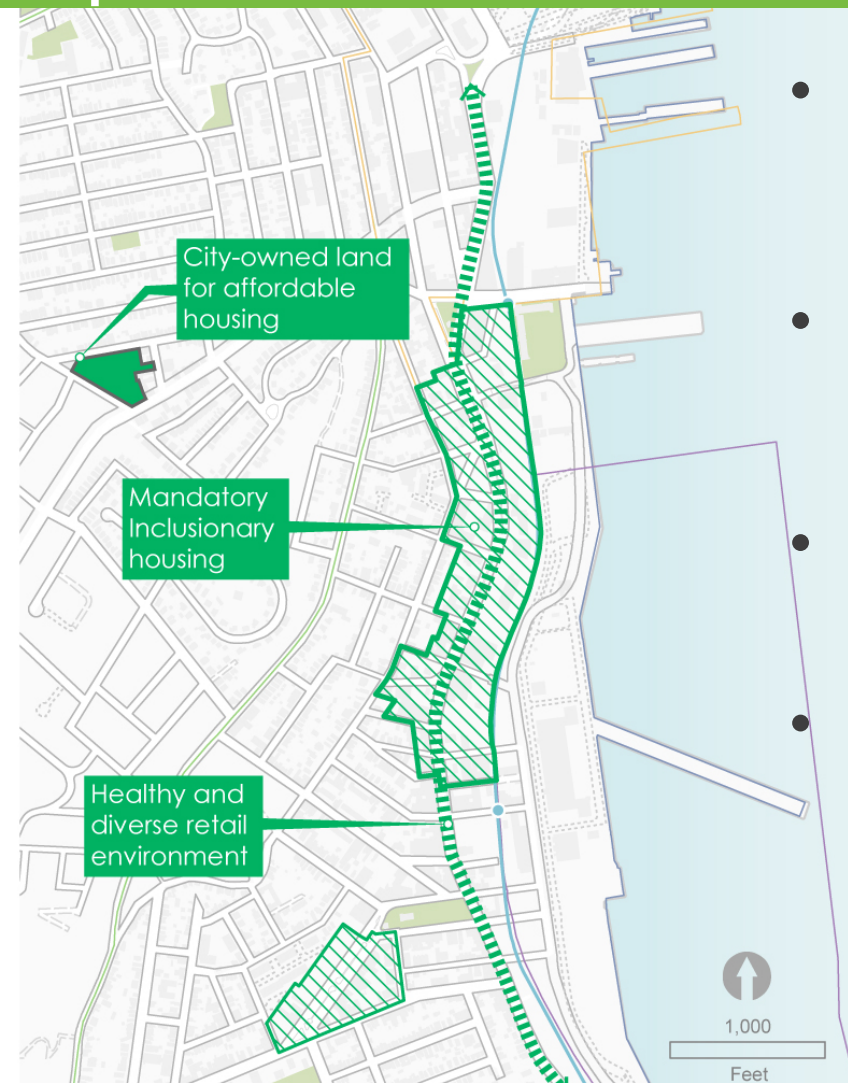 City-owned land
for affordable
housing
Mandatory
Inclusionary
housing
Healthy and
diverse retail
environment
1,000
Feet